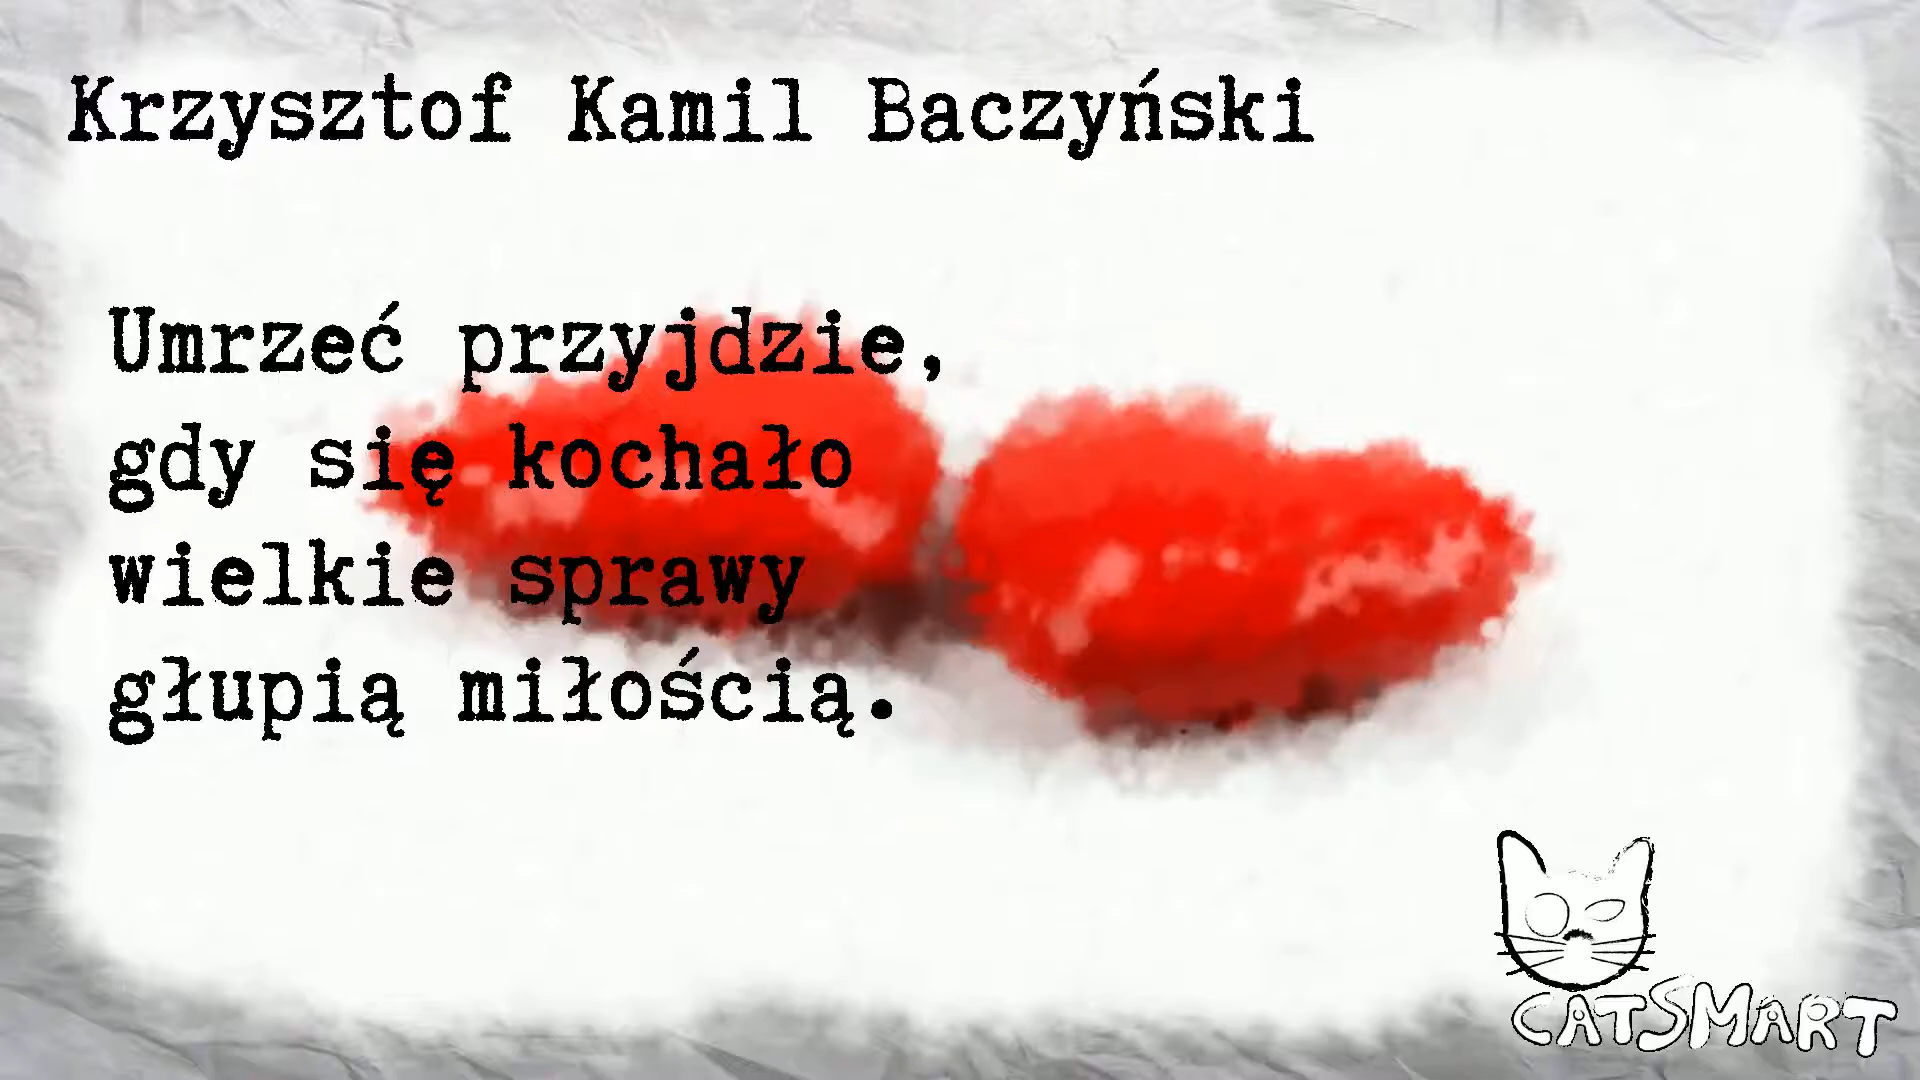 Krzysztof Kamil Baczyński
Umrzeć przyjdzie,
gdy się kochało
wielkie sprawy
głupią miłością.
CATSMART